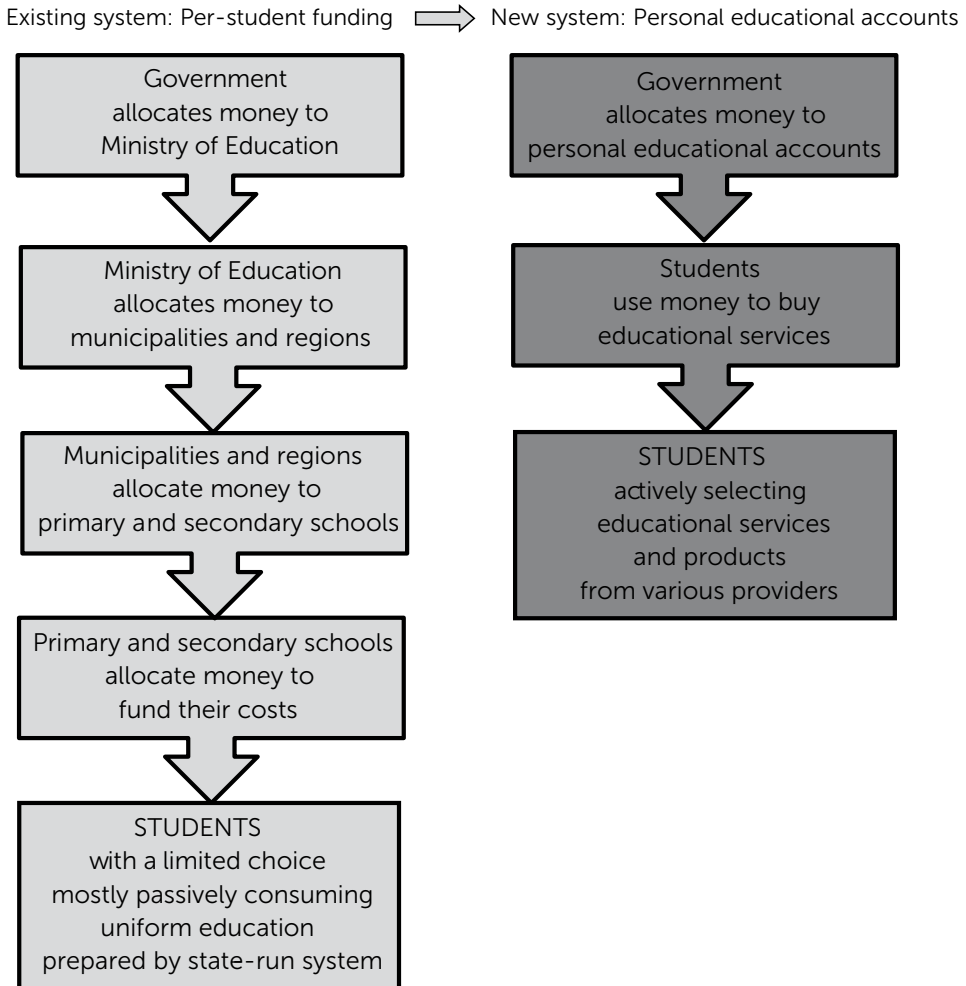 Existing system: Per-student funding
New system: Personal educational accounts
Government
allocates money to
Ministry of Education
Ministry of Education
allocates money to
municipalities and regions
Municipalities and regions
allocate money to
primary and secondary schools
Primary and secondary schools
allocate money to
fund their costs
STUDENTS
with a limited choice
mostly passively consuming
uniform education
prepared by state-run system
Government
allocates money to
personal educational accounts
Students
use money to buy
educational services
STUDENTS
actively selecting
educational services
and products
from various providers